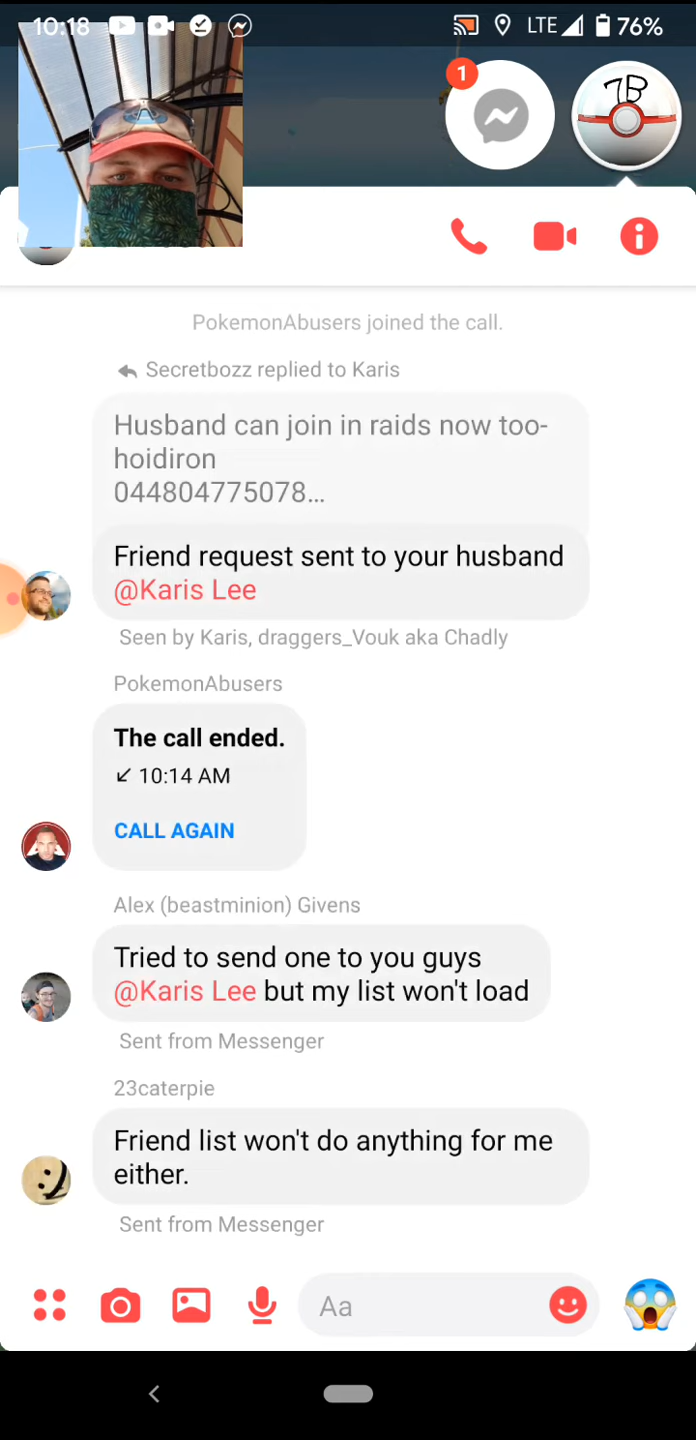 10:18
LTE
76%
1
7B
PokemonAbusers joined the call.
Secretbozz replied to Karis
Husband can join in raids now too-
hoidiron
044804775078...
Friend request sent to your husband
@Karis Lee
Seen by Karis, draggers_Vouk aka Chadly
PokemonAbusers
The call ended.
↙ 10:14 AM
CALL AGAIN
Alex (beastminion) Givens
Tried to send one to you guys
@Karis Lee but my list won't load
Sent from Messenger
23caterpie
Friend list won't do anything for me
either.
Sent from Messenger
Aa